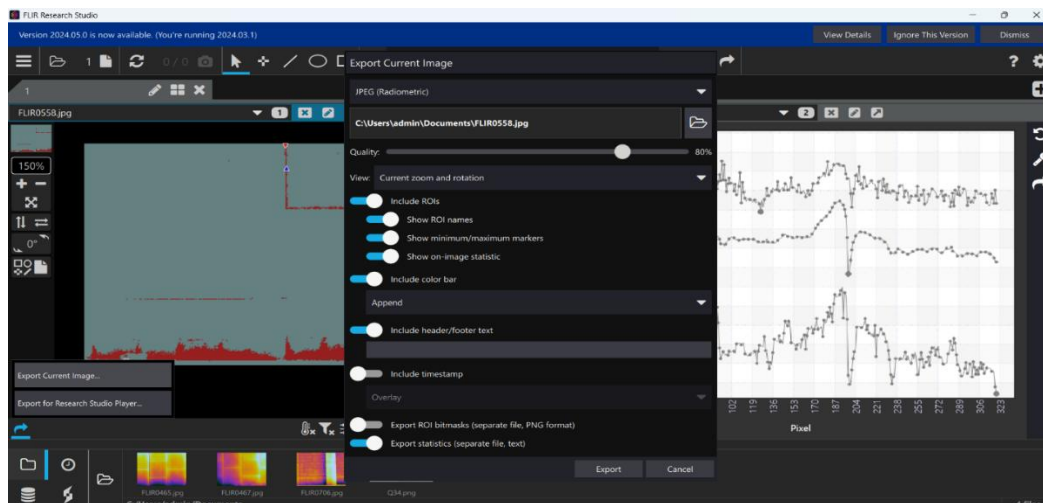 FLIR Research Studio
Version 2024.05.0 is now available. (You're running 2024.03.1)
View Details
Ignore This Version
Dismiss
1
0 / 0
?
1
FLIR0558.jpg
1
2
150%
0°
Export Current Image
JPEG (Radiometric)
C:\Users\admin\Documents\FLIR0558.jpg
Quality:
80%
View: Current zoom and rotation
Include ROIs
Show ROI names
Show minimum/maximum markers
Show on-image statistic
Include color bar
Append
Include header/footer text
Include timestamp
Overlay
Export ROI bitmasks (separate file, PNG format)
Export statistics (separate file, text)
Export
Cancel
Export Current Image...
Export for Research Studio Player...
102 119 136 153 170 187 204 221 238 255 272 289 306 323
Pixel
FLIR0465.jpg
FLIR0467.jpg
FLIR0706.jpg
Q34.png